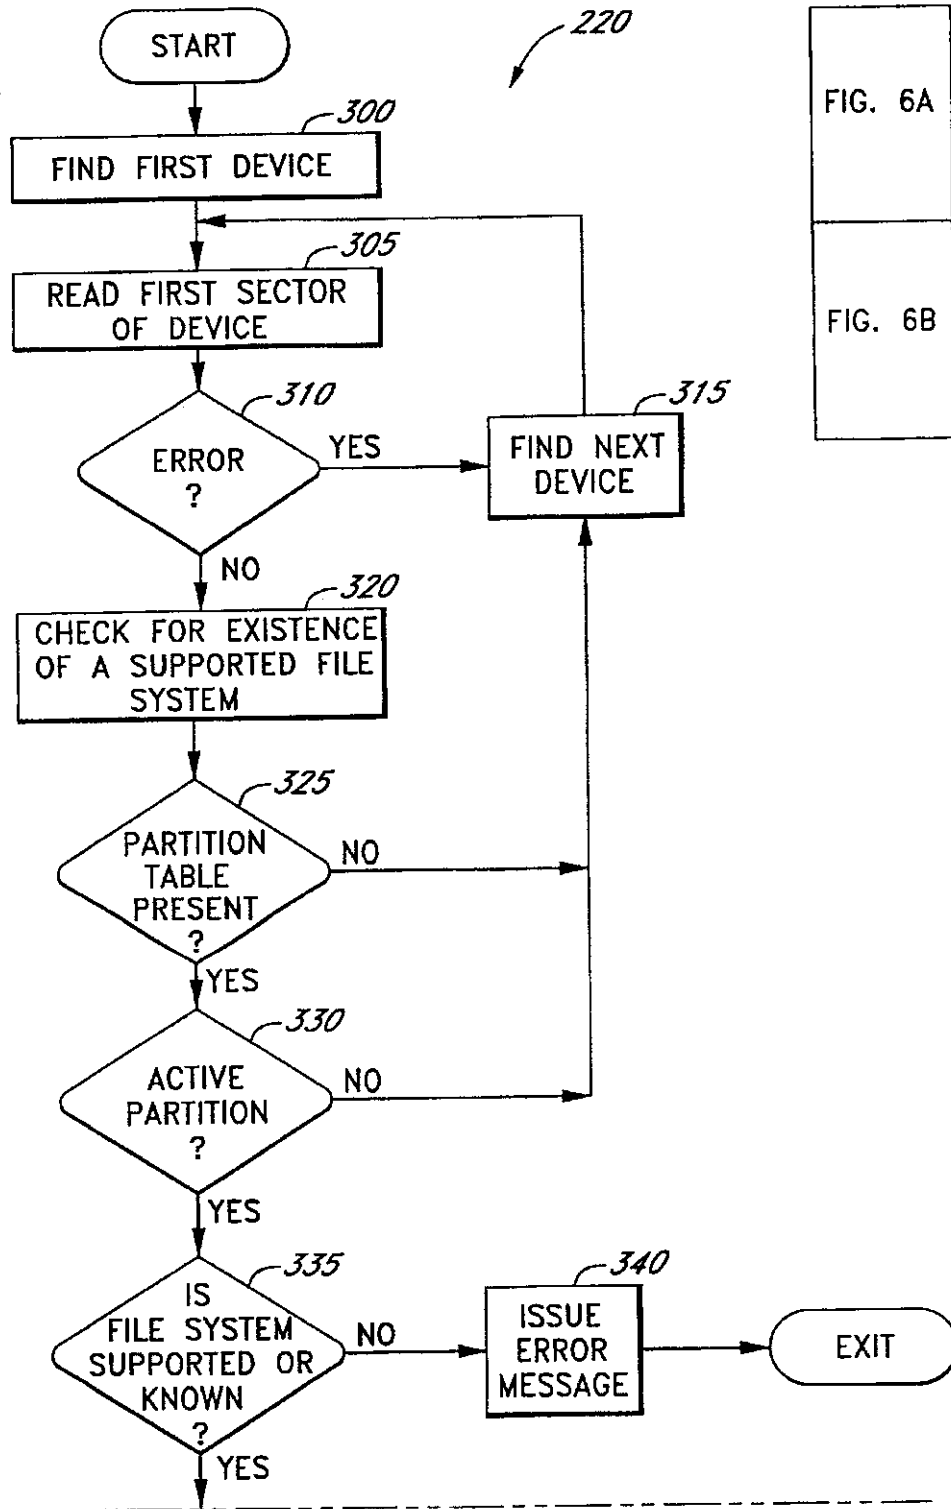 START
220
FIG. 6A
300
FIND FIRST DEVICE
305
READ FIRST SECTOR
OF DEVICE
FIG. 6B
310
ERROR
?
YES
315
FIND NEXT
DEVICE
NO
320
CHECK FOR EXISTENCE
OF A SUPPORTED FILE
SYSTEM
325
PARTITION
TABLE
PRESENT
?
NO
YES
330
ACTIVE
PARTITION
?
NO
YES
335
IS
FILE SYSTEM
SUPPORTED OR
KNOWN
?
NO
340
ISSUE
ERROR
MESSAGE
EXIT
YES